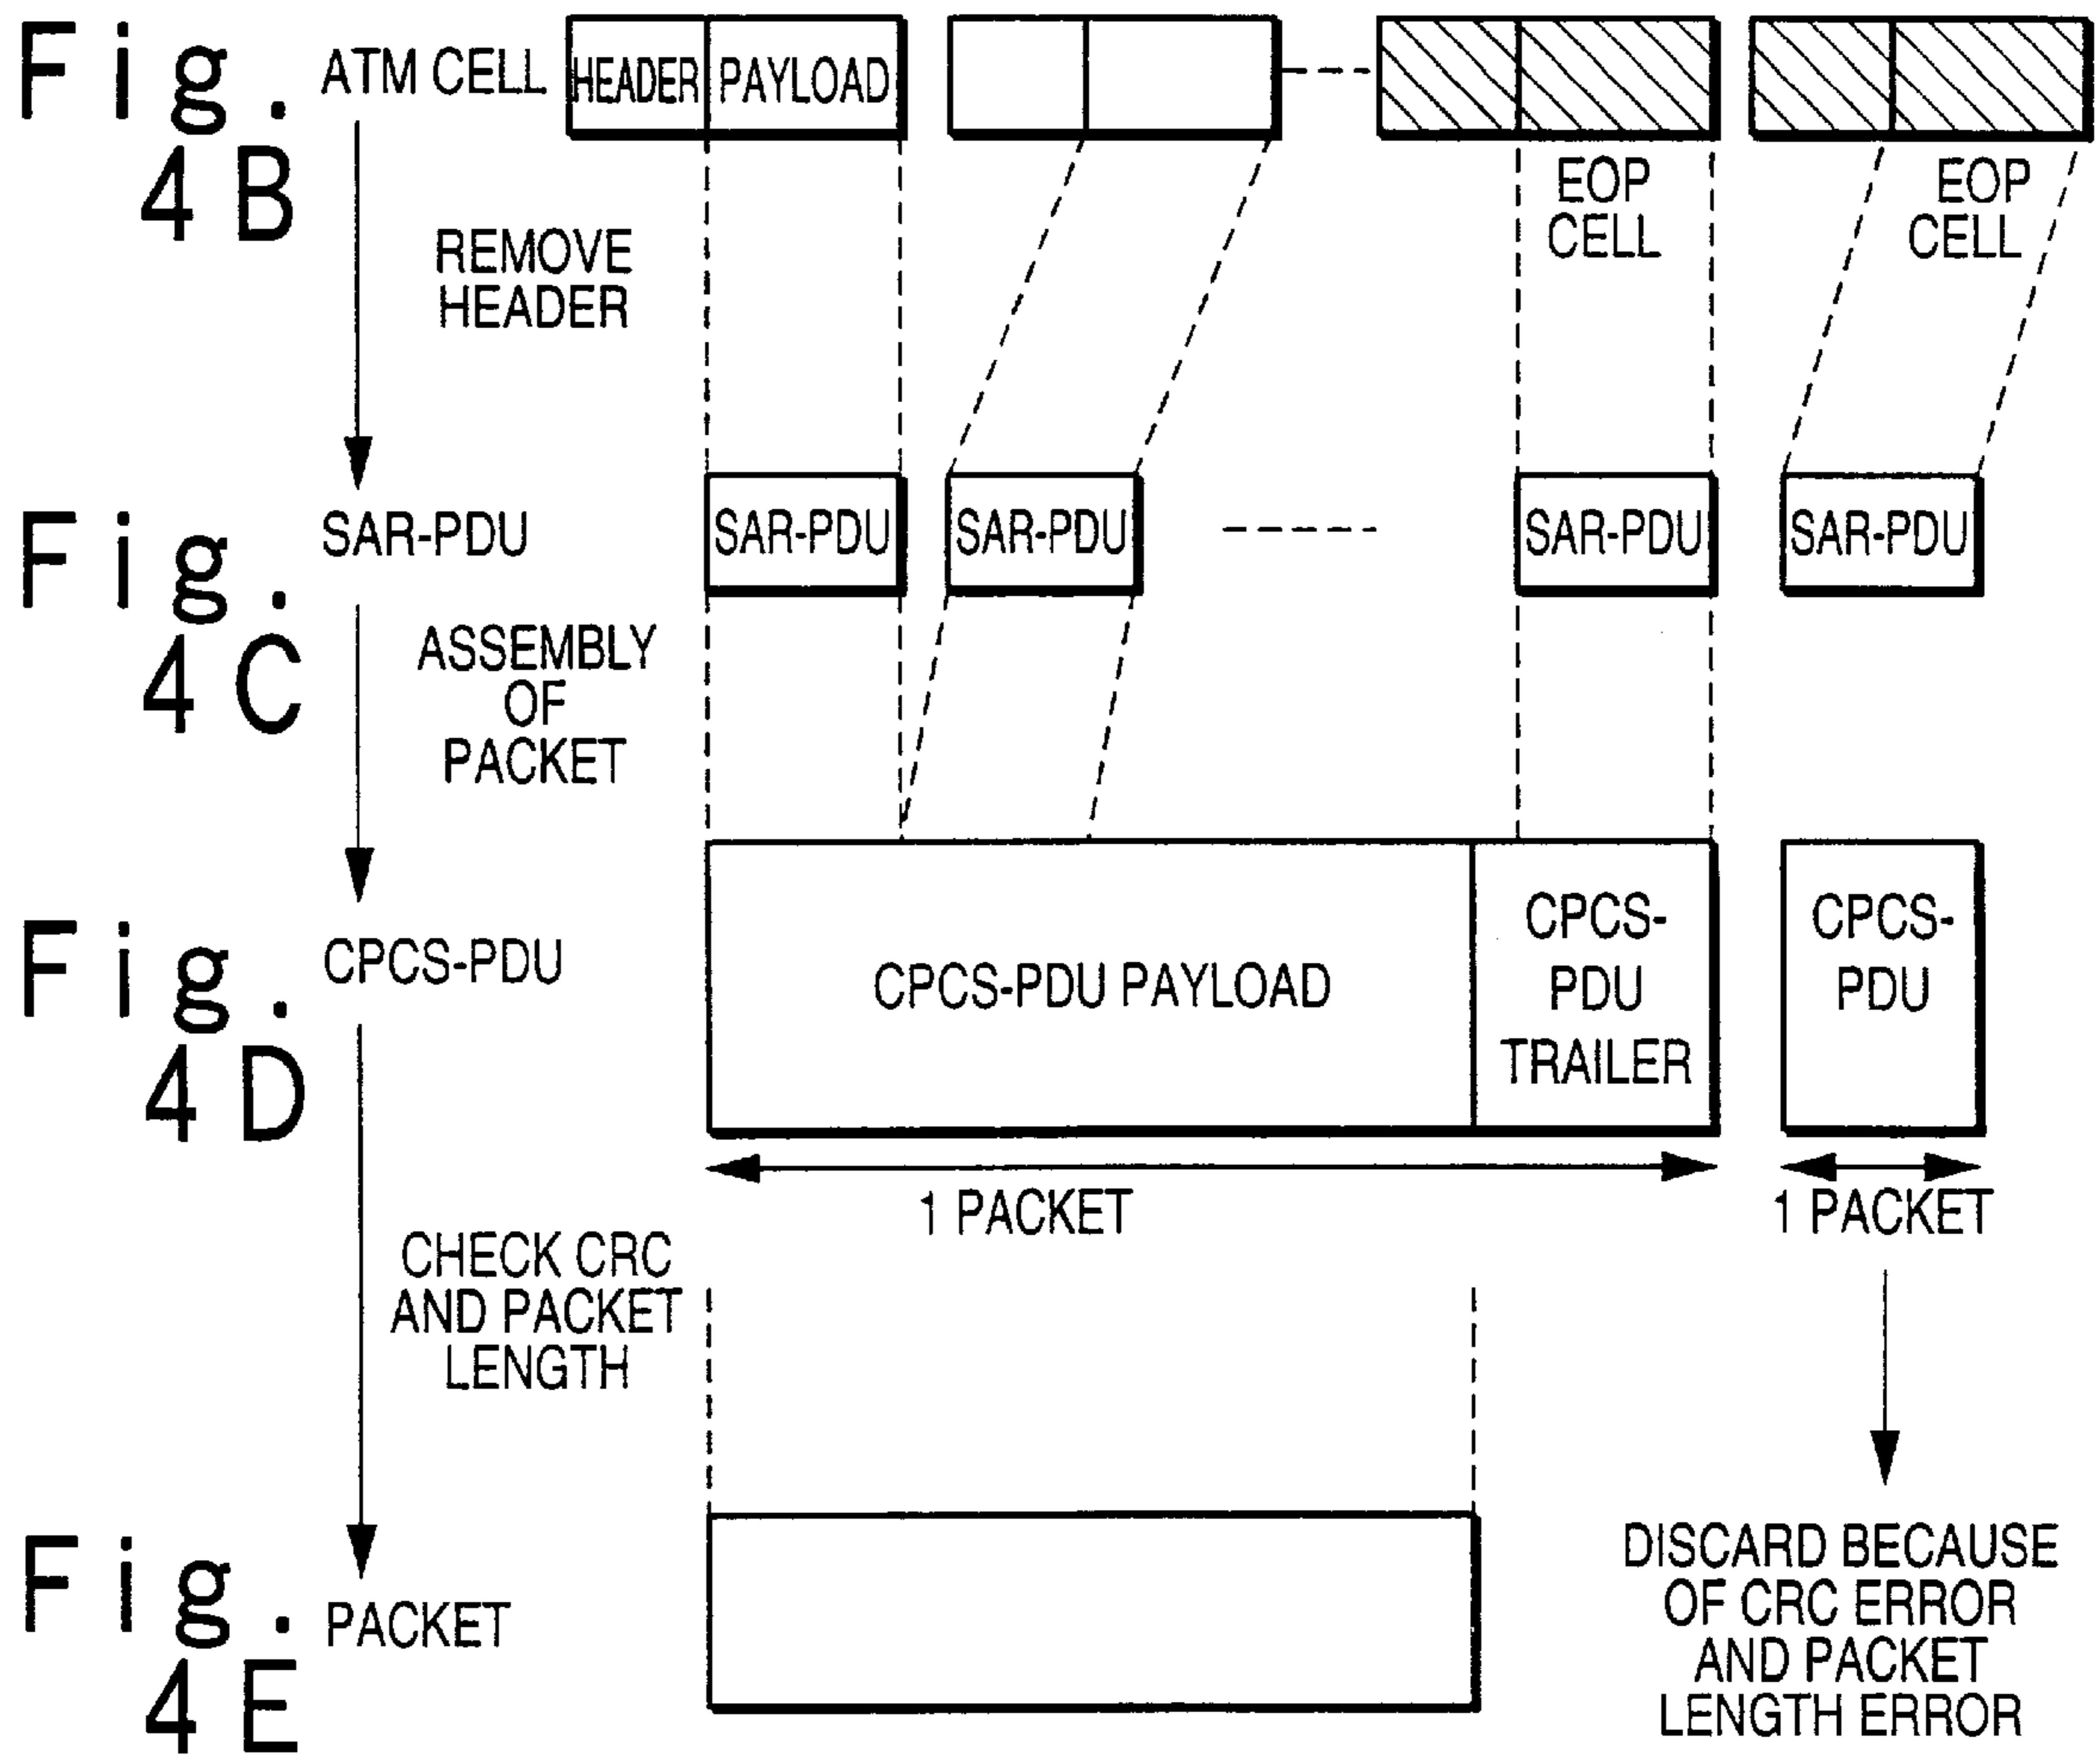 Fig. 4B
ATM CELL
HEADER
PAYLOAD
EOP
CELL
EOP
CELL
REMOVE
HEADER
Fig. 4C
SAR-PDU
SAR-PDU
SAR-PDU
SAR-PDU
SAR-PDU
ASSEMBLY
OF
PACKET
Fig. 4D
CPCS-PDU
CPCS-PDU PAYLOAD
CPCS-
PDU
TRAILER
CPCS-
PDU
1 PACKET
1 PACKET
CHECK CRC
AND PACKET
LENGTH
Fig. 4E
PACKET
DISCARD BECAUSE
OF CRC ERROR
AND PACKET
LENGTH ERROR